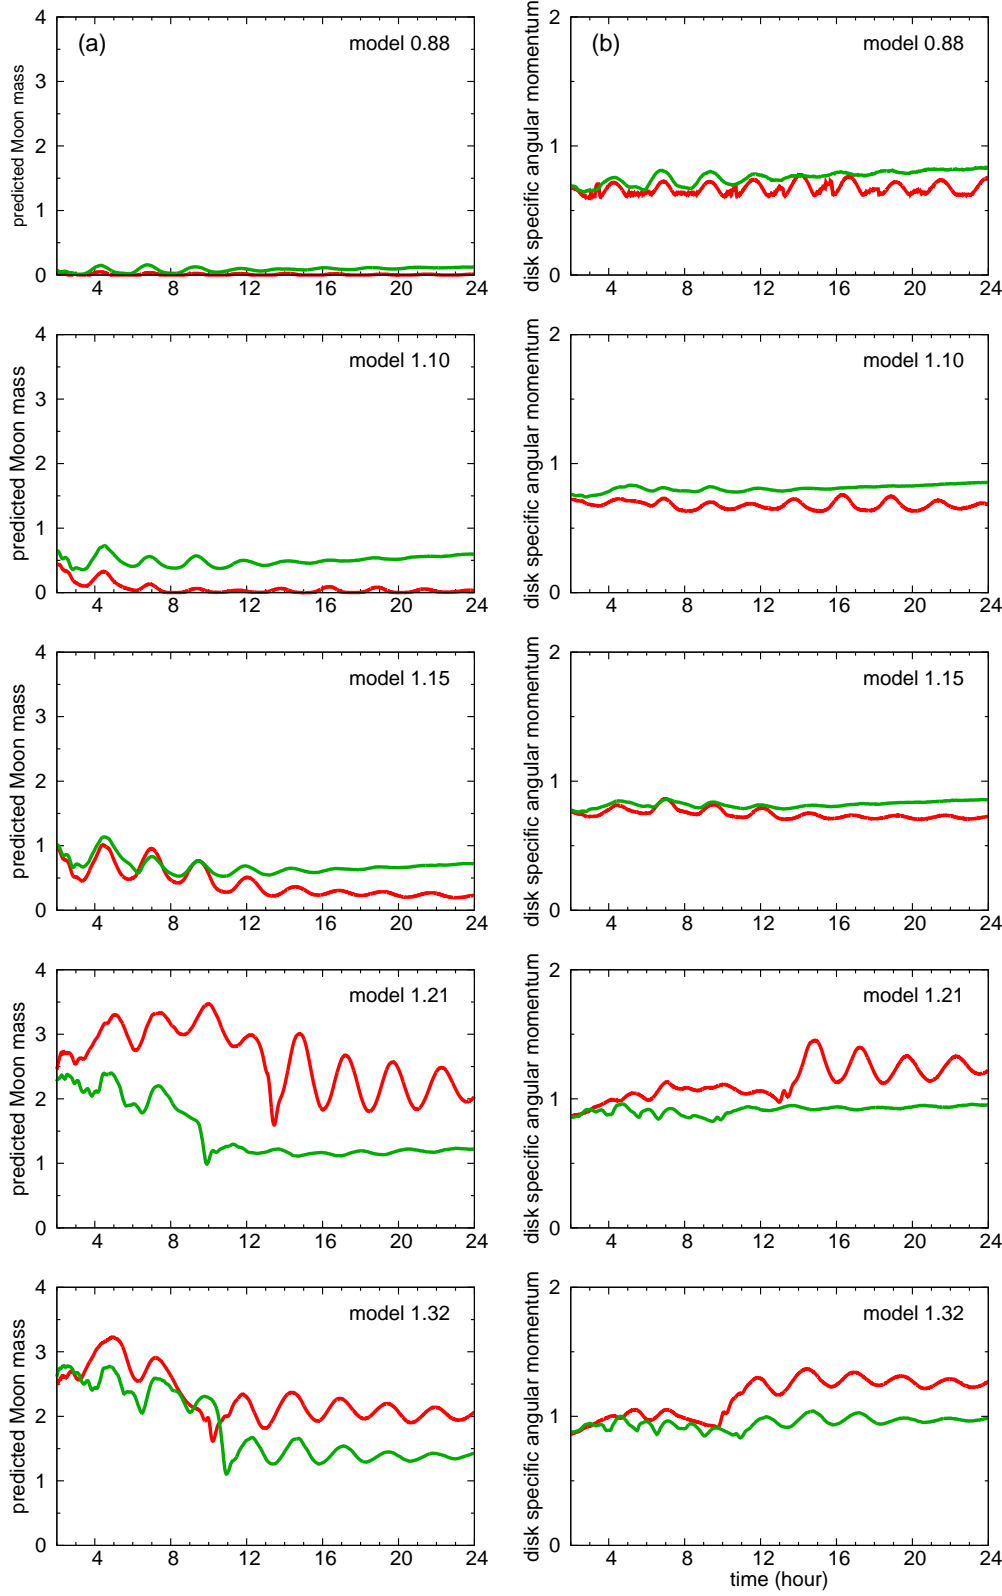 (a) model 0.88
predicted Moon mass
4
3
2
1
0
4 8 12 16 20 24
(b) model 0.88
disk specific angular momentum
2
1
0
4 8 12 16 20 24
model 1.10
predicted Moon mass
4
3
2
1
0
4 8 12 16 20 24
model 1.10
disk specific angular momentum
2
1
0
4 8 12 16 20 24
model 1.15
predicted Moon mass
4
3
2
1
0
4 8 12 16 20 24
model 1.15
disk specific angular momentum
2
1
0
4 8 12 16 20 24
model 1.21
predicted Moon mass
4
3
2
1
0
4 8 12 16 20 24
model 1.21
disk specific angular momentum
2
1
0
4 8 12 16 20 24
model 1.32
predicted Moon mass
4
3
2
1
0
4 8 12 16 20 24
model 1.32
disk specific angular momentum
2
1
0
4 8 12 16 20 24
time (hour)